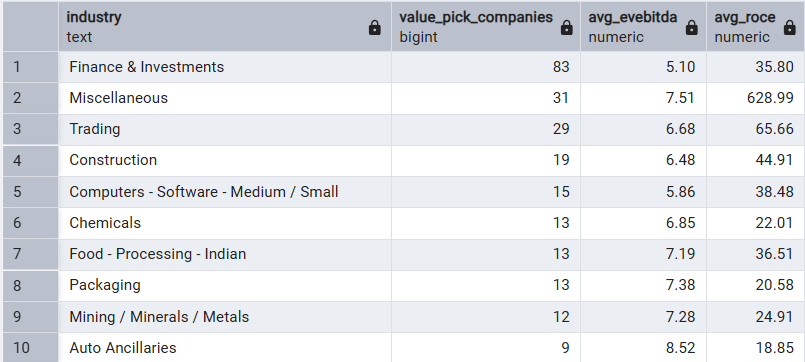 industry value_pick_companies avg_evebitda avg_roce
text bigint numeric numeric
1 Finance & Investments 83 5.10 35.80
2 Miscellaneous 31 7.51 628.99
3 Trading 29 6.68 65.66
4 Construction 19 6.48 44.91
5 Computers - Software - Medium / Small 15 5.86 38.48
6 Chemicals 13 6.85 22.01
7 Food - Processing - Indian 13 7.19 36.51
8 Packaging 13 7.38 20.58
9 Mining / Minerals / Metals 12 7.28 24.91
10 Auto Ancillaries 9 8.52 18.85